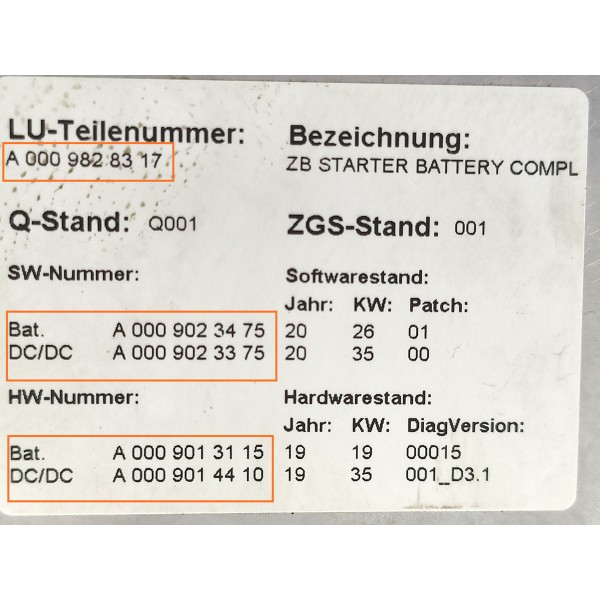 LU-Teilenummer: Bezeichnung:
A 000 982 83 17 ZB STARTER BATTERY COMPL
Q-Stand: Q001 ZGS-Stand: 001
SW-Nummer: Softwarestand:
Jahr: KW: Patch:
Bat. A 000 902 34 75 20 26 01
DC/DC A 000 902 33 75 20 35 00
HW-Nummer: Hardwarestand:
Jahr: KW: DiagVersion:
Bat. A 000 901 31 15 19 19 00015
DC/DC A 000 901 44 10 19 35 001_D3.1